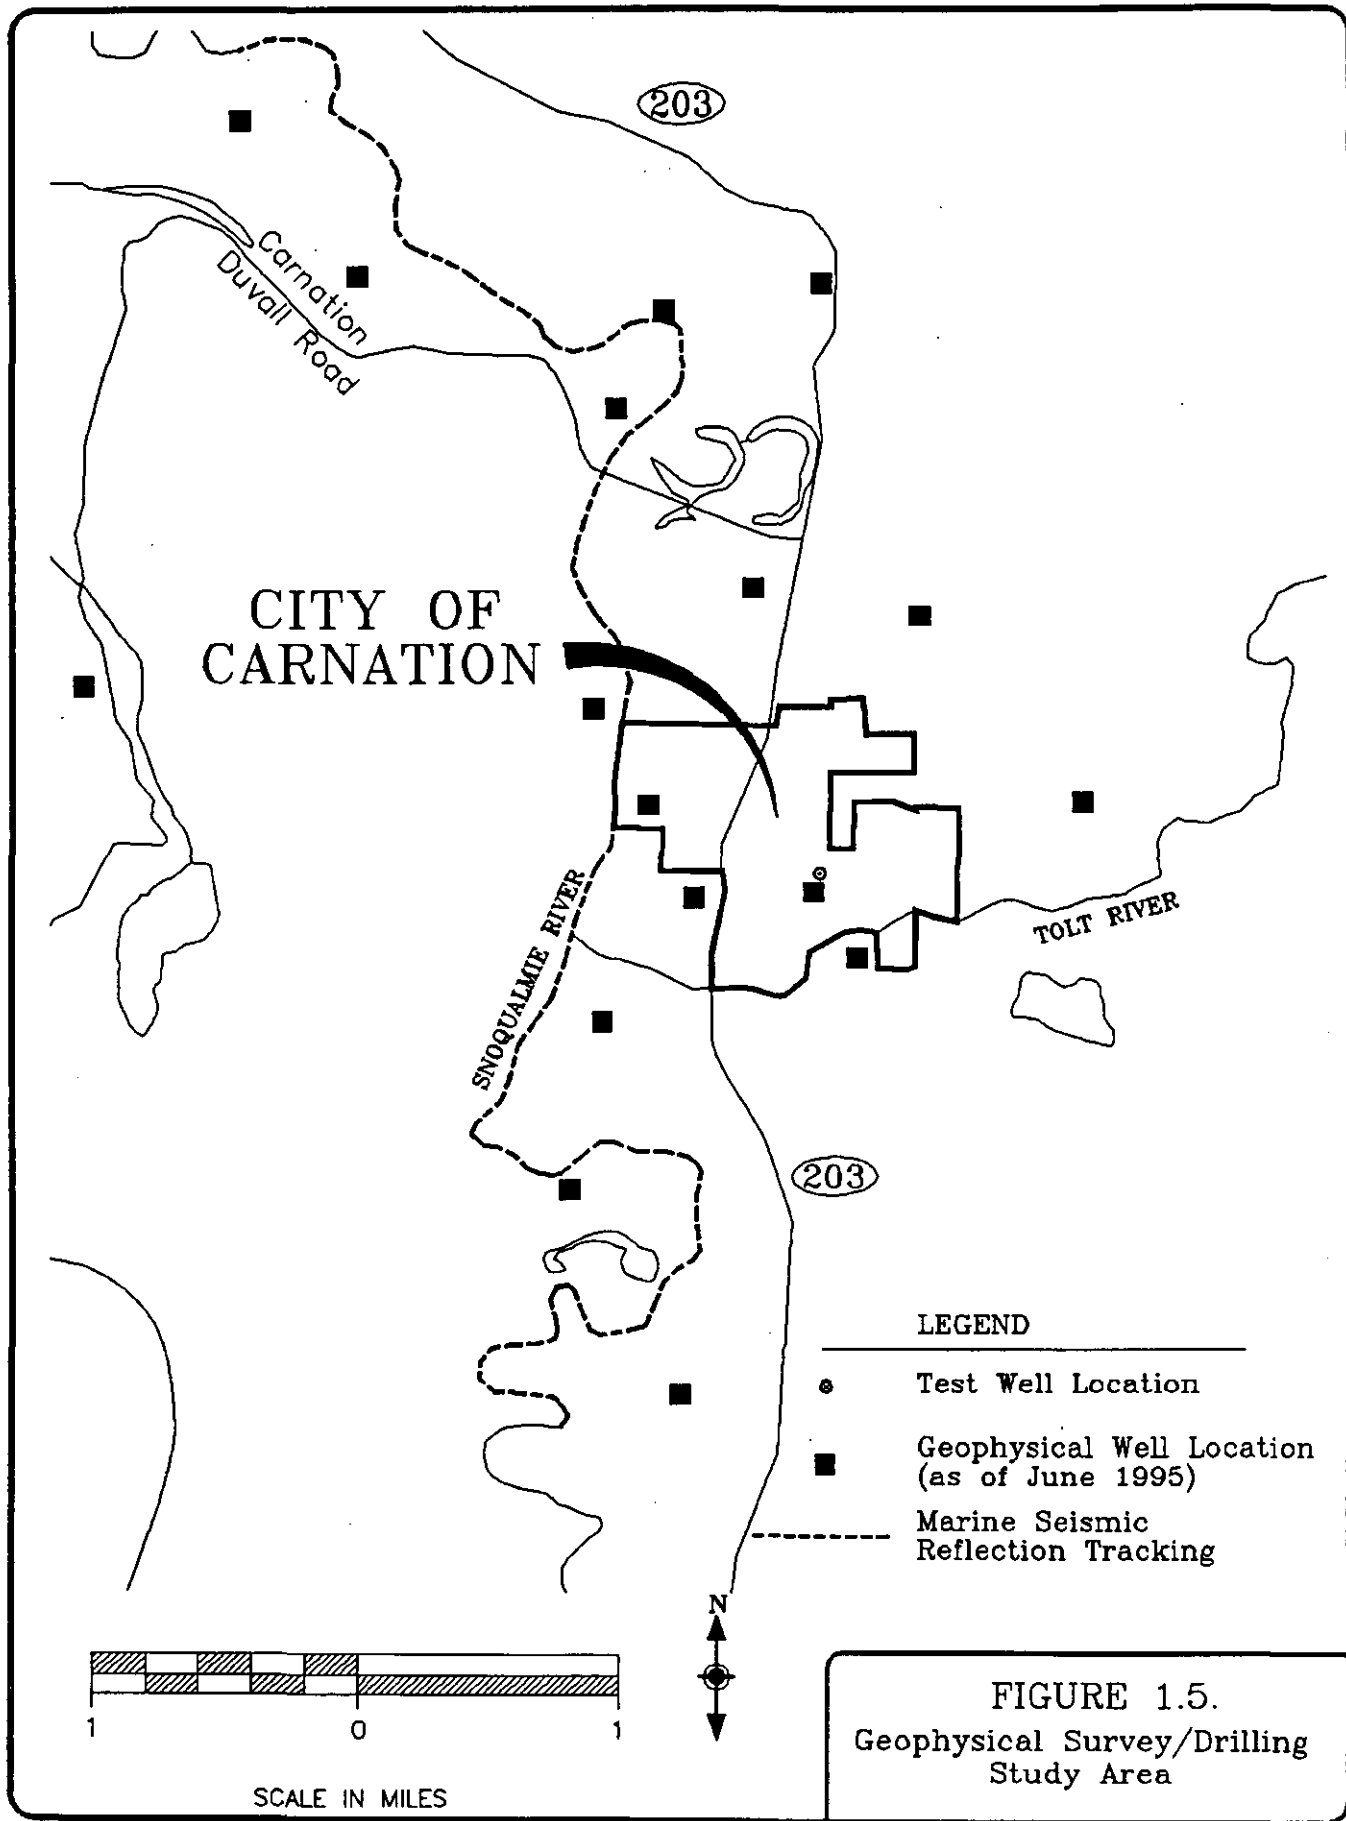 203
Carnation
Duvall Road
CITY OF
CARNATION
SNOQUALMIE RIVER
TOLT RIVER
203
LEGEND
Test Well Location
Geophysical Well Location
(as of June 1995)
Marine Seismic
Reflection Tracking
N
1 0 1
SCALE IN MILES
FIGURE 1.5.
Geophysical Survey/Drilling
Study Area